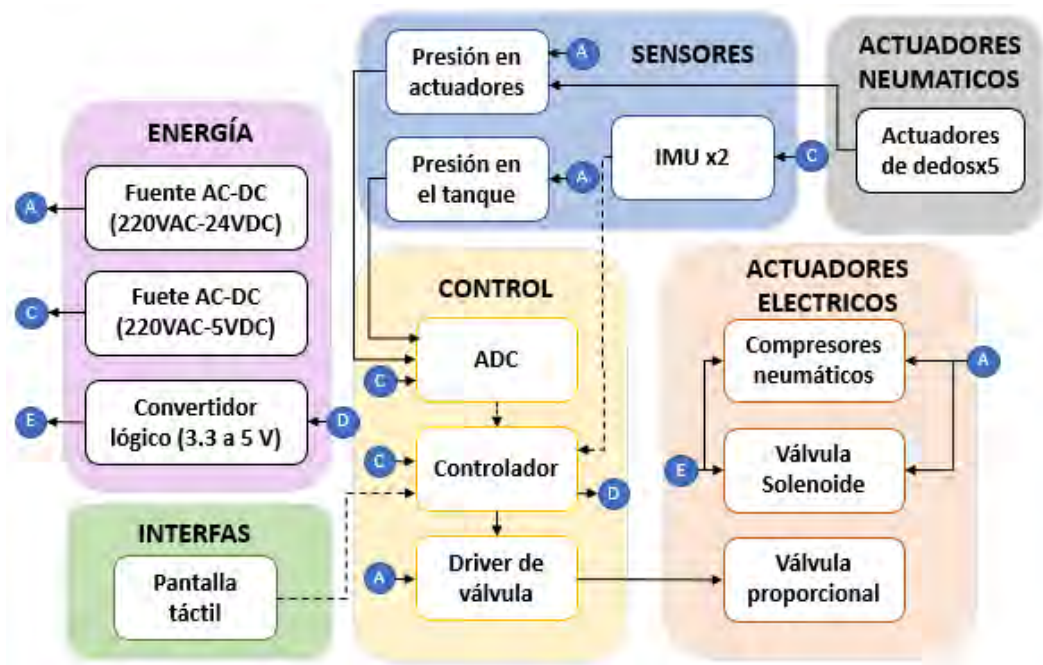 ENERGÍA
A
Fuente AC-DC
(220VAC-24VDC)
C
Fuete AC-DC
(220VAC-5VDC)
E
Convertidor
lógico (3.3 a 5 V)
D
INTERFAS
Pantalla
táctil
SENSORES
Presión en
actuadores
A
Presión en
el tanque
A
IMU x2
C
ACTUADORES
NEUMATICOS
Actuadores
de dedosx5
CONTROL
ADC
C
Controlador
C
D
Driver de
válvula
A
ACTUADORES
ELECTRICOS
Compresores
neumáticos
A
Válvula
Solenoide
E
Válvula
proporcional